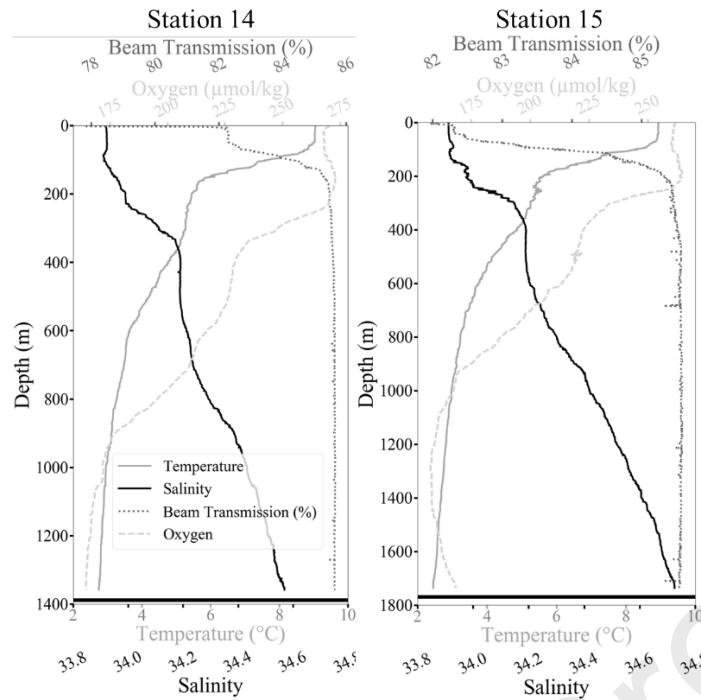 Station 14
Beam Transmission (%)
78 80 82 84 86
Oxygen (µmol/kg)
175 200 225 250 275
Depth (m)
0
200
400
600
800
1000
1200
1400
Temperature
Salinity
Beam Transmission (%)
Oxygen
2 4 6 8 10
Temperature (°C)
33.8 34.0 34.2 34.4 34.6 34.8
Salinity
Station 15
Beam Transmission (%)
82 83 84 85
Oxygen (µmol/kg)
175 200 225 250
Depth (m)
0
200
400
600
800
1000
1200
1400
1600
1800
2 4 6 8 10
Temperature (°C)
33.8 34.0 34.2 34.4 34.6
Salinity